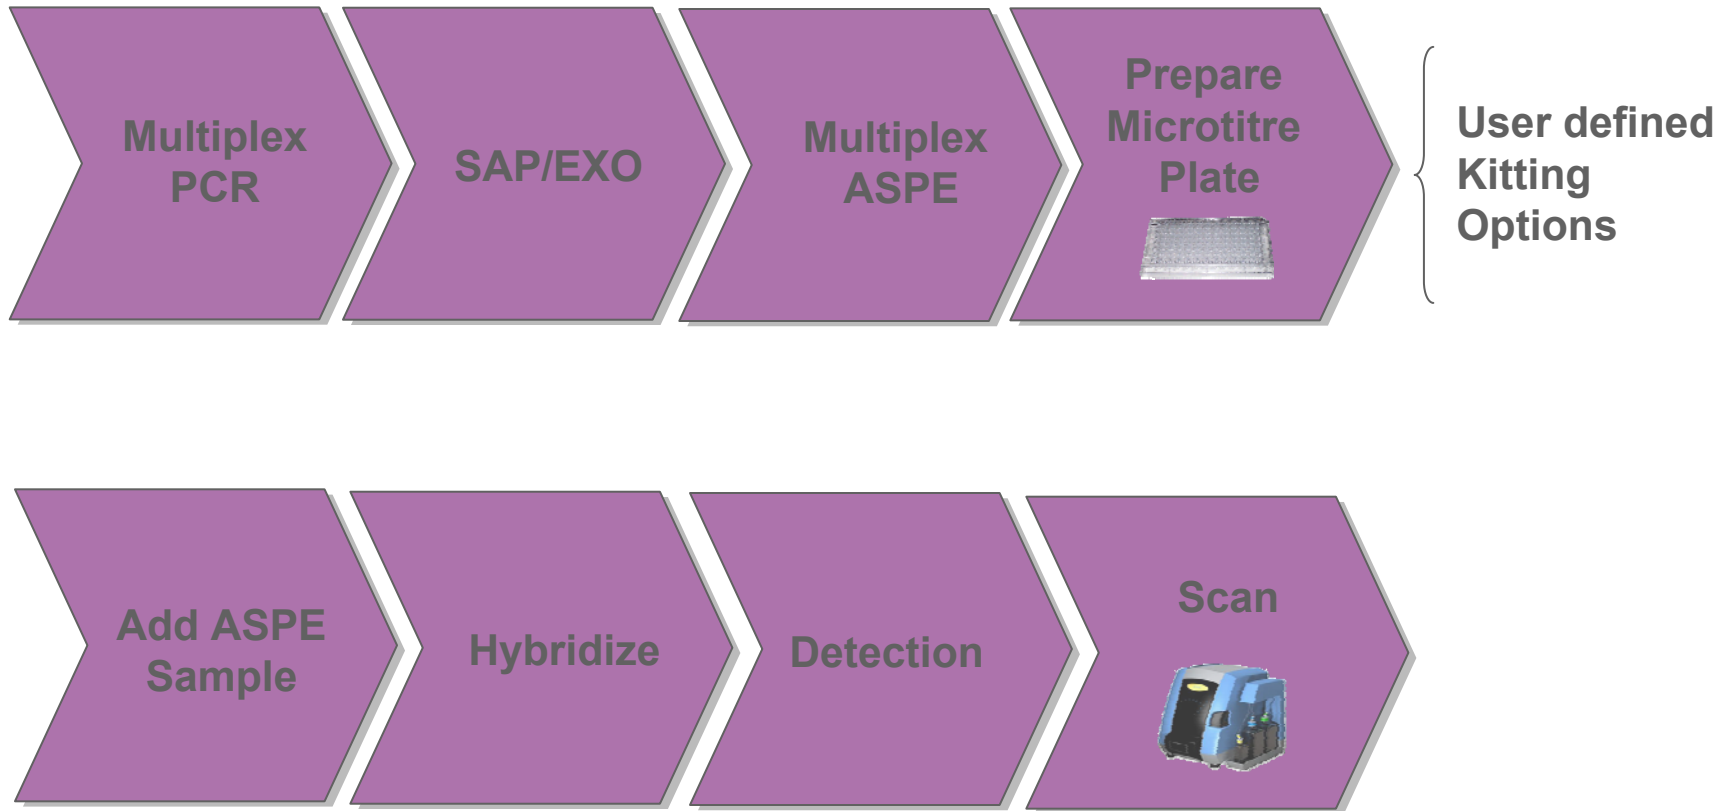 Multiplex
PCR
SAP/EXO
Multiplex
ASPE
Prepare
Microtitre
Plate
User defined
Kitting
Options
Add ASPE
Sample
Hybridize
Detection
Scan